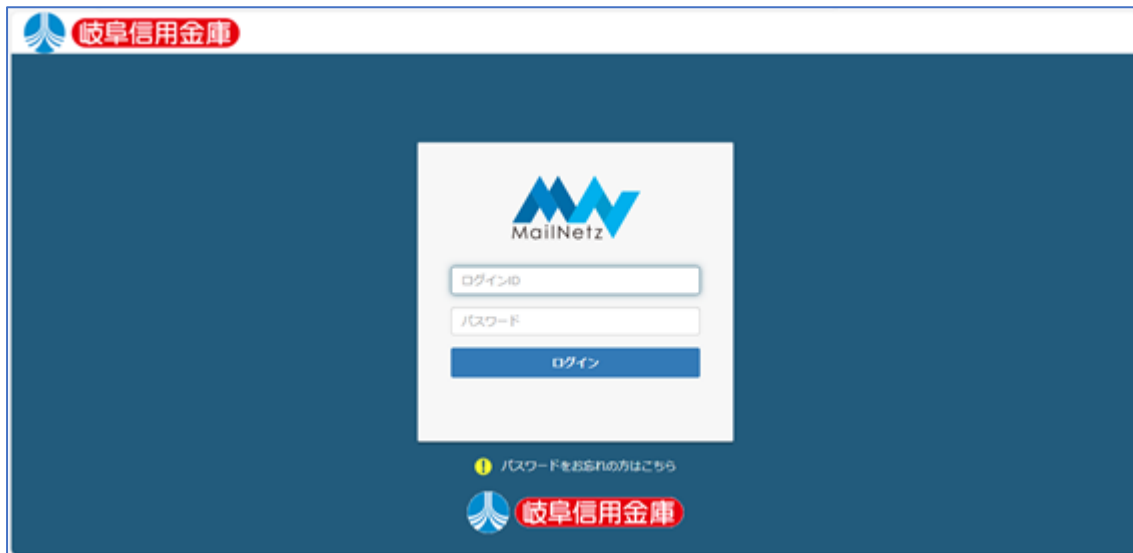 岐阜信用金庫
MailNetz
ログインID
パスワード
ログイン
パスワードをお忘れの方はこちら
岐阜信用金庫